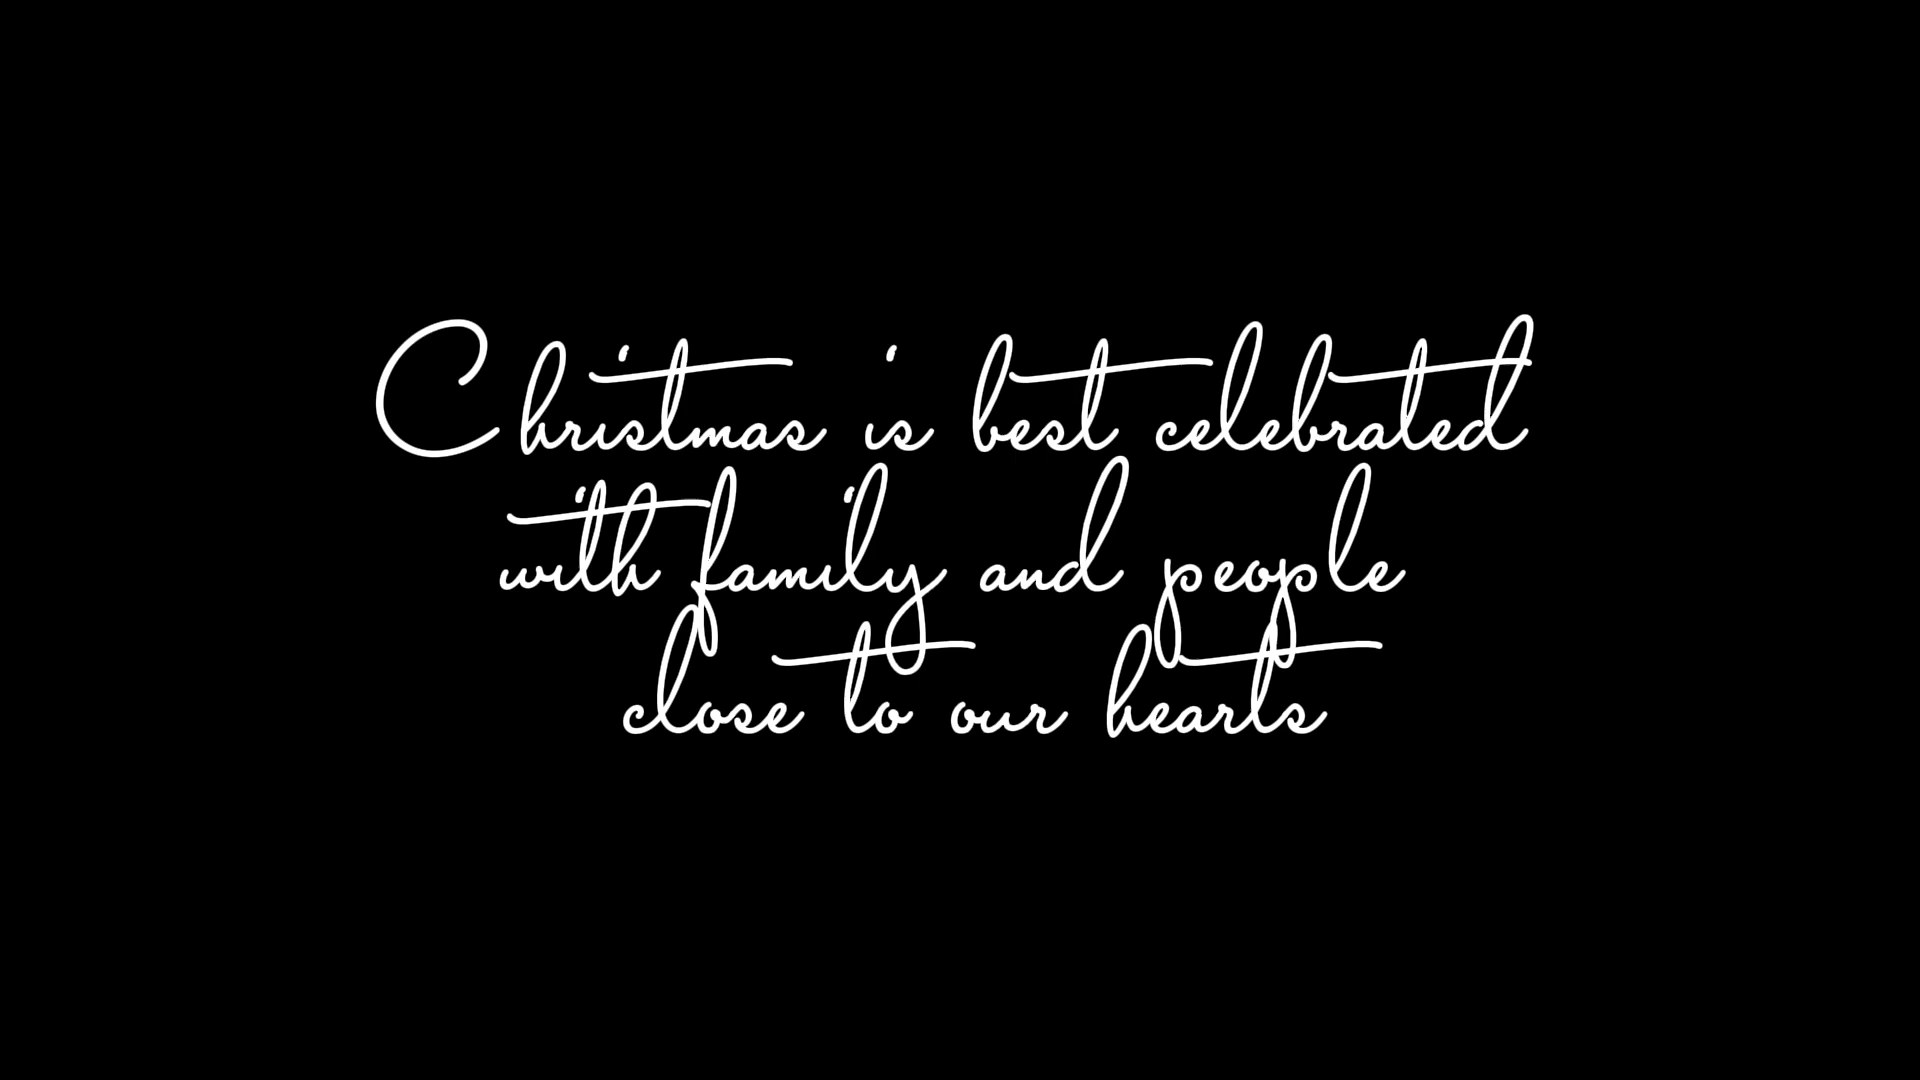 Christmas is best celebrated
with family and people
close to our hearts